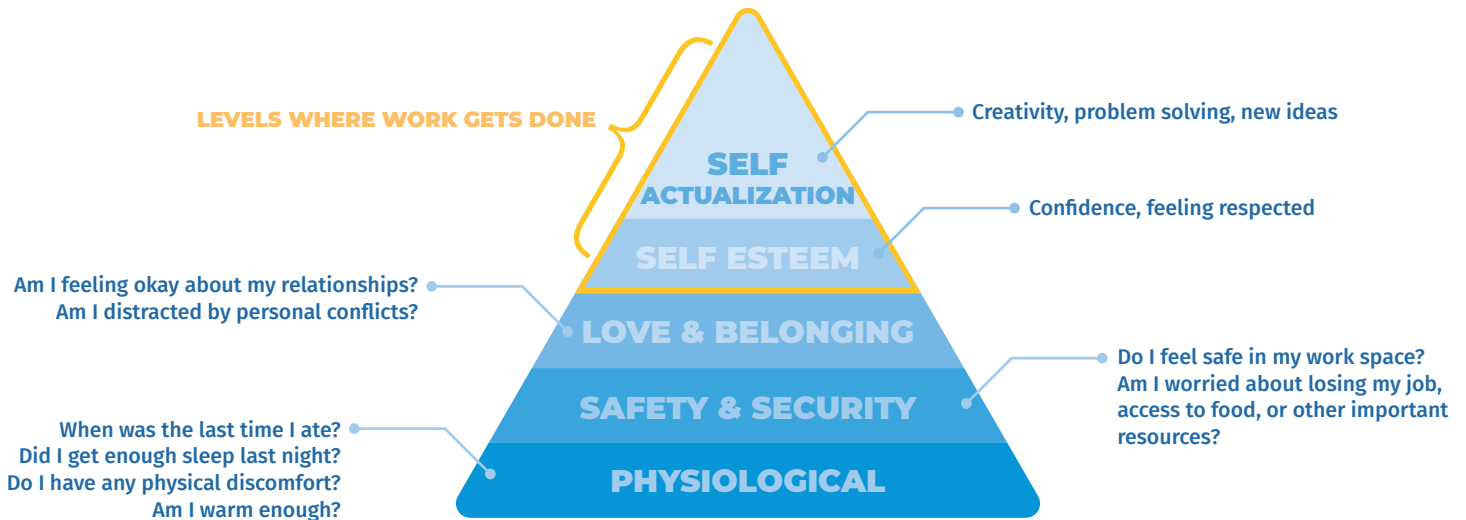 LEVELS WHERE WORK GETS DONE
Creativity, problem solving, new ideas
SELF
ACTUALIZATION
Confidence, feeling respected
SELF ESTEEM
Am I feeling okay about my relationships?
Am I distracted by personal conflicts?
LOVE & BELONGING
Do I feel safe in my work space?
Am I worried about losing my job,
access to food, or other important
resources?
SAFETY & SECURITY
When was the last time I ate?
Did I get enough sleep last night?
Do I have any physical discomfort?
Am I warm enough?
PHYSIOLOGICAL